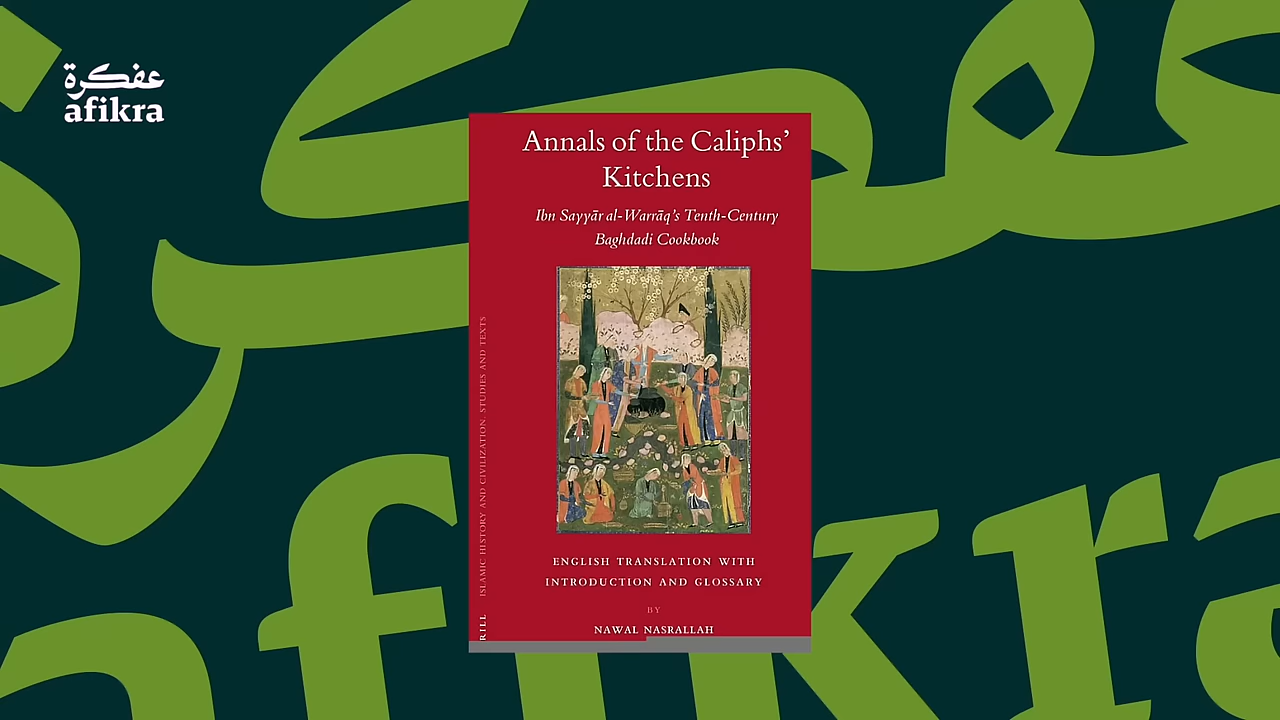 عفكرة
afikra
Annals of the Caliphs’
Kitchens
Ibn Sayyār al-Warrāq’s Tenth-Century
Baghdadi Cookbook
ISLAMIC HISTORY AND CIVILIZATION. STUDIES AND TEXTS
RILL
ENGLISH TRANSLATION WITH
INTRODUCTION AND GLOSSARY
BY
NAWAL NASRALLAH